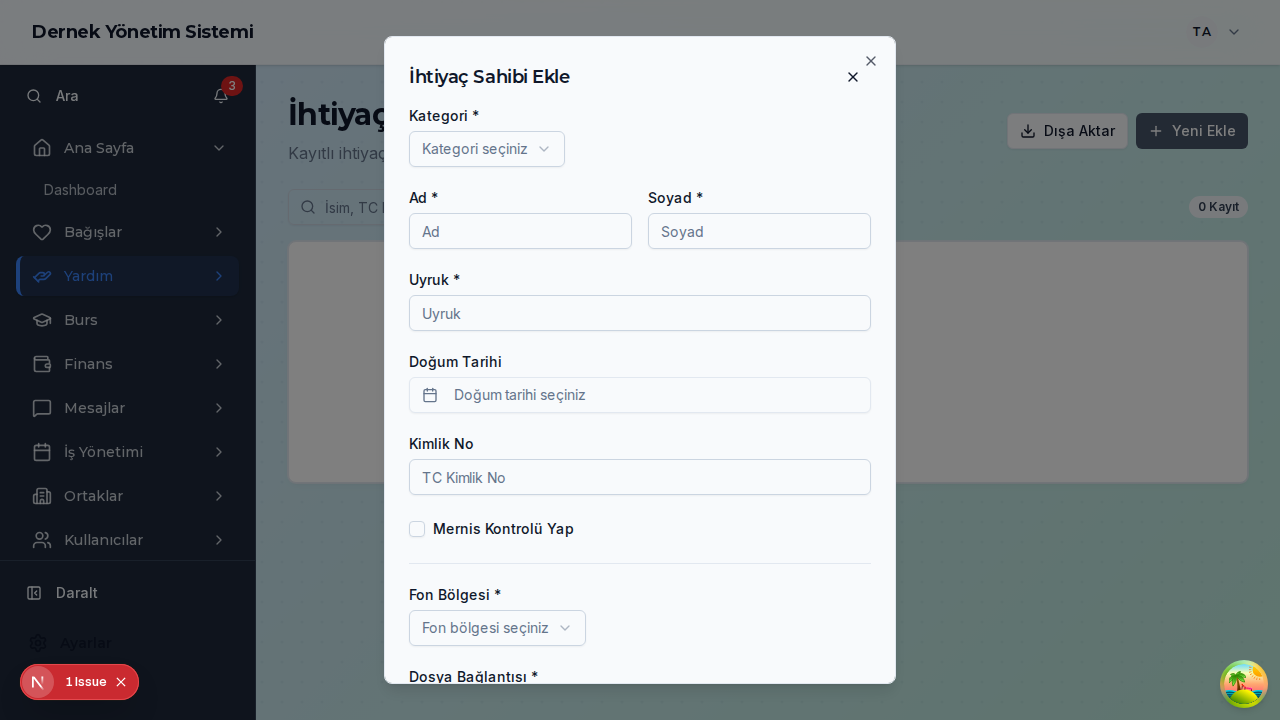 Dernek Yönetim Sistemi
TA
Ara
3
Ana Sayfa
Dashboard
Bağışlar
Yardım
Burs
Finans
Mesajlar
İş Yönetimi
Ortaklar
Kullanıcılar
Daralt
Ayarlar
1 Issue
İhtiyaç
Kayıtlı ihtiyaç
Dışa Aktar
Yeni Ekle
İsim, TC
0 Kayıt
İhtiyaç Sahibi Ekle
Kategori *
Kategori seçiniz
Ad * Soyad *
Ad Soyad
Uyruk *
Uyruk
Doğum Tarihi
Doğum tarihi seçiniz
Kimlik No
TC Kimlik No
Mernis Kontrolü Yap
Fon Bölgesi *
Fon bölgesi seçiniz
Dosya Bağlantısı *